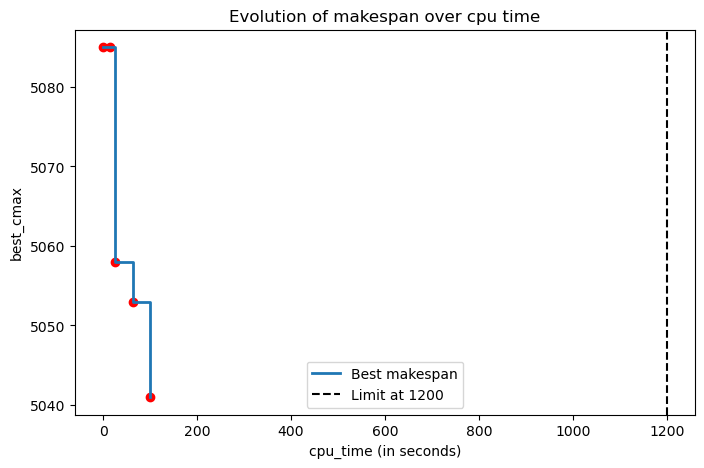 Evolution of makespan over cpu time
best_cmax
5080
5070
5060
5050
5040
0
200
400
600
800
1000
1200
cpu_time (in seconds)
Best makespan
Limit at 1200